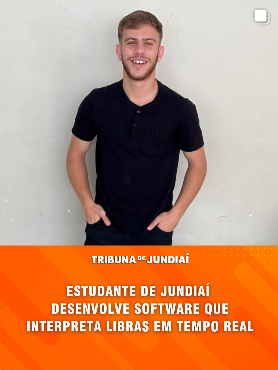 TRIBUNA DE JUNDIAÍ
ESTUDANTE DE JUNDIAÍ
DESENVOLVE SOFTWARE QUE
INTERPRETA LIBRAS EM TEMPO REAL